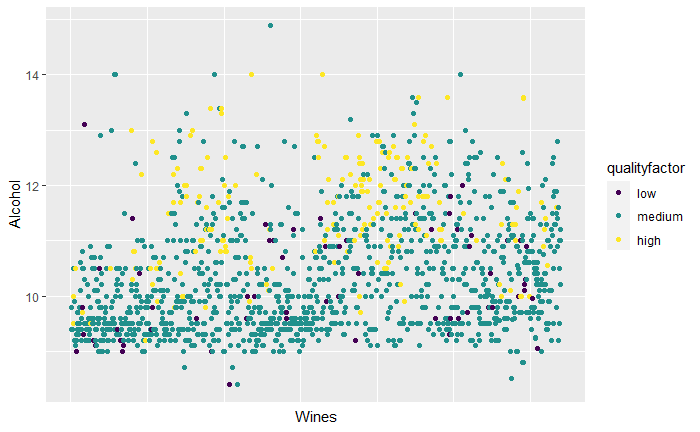 14
12
10
Alcohol
Wines
qualityfactor
low
medium
high